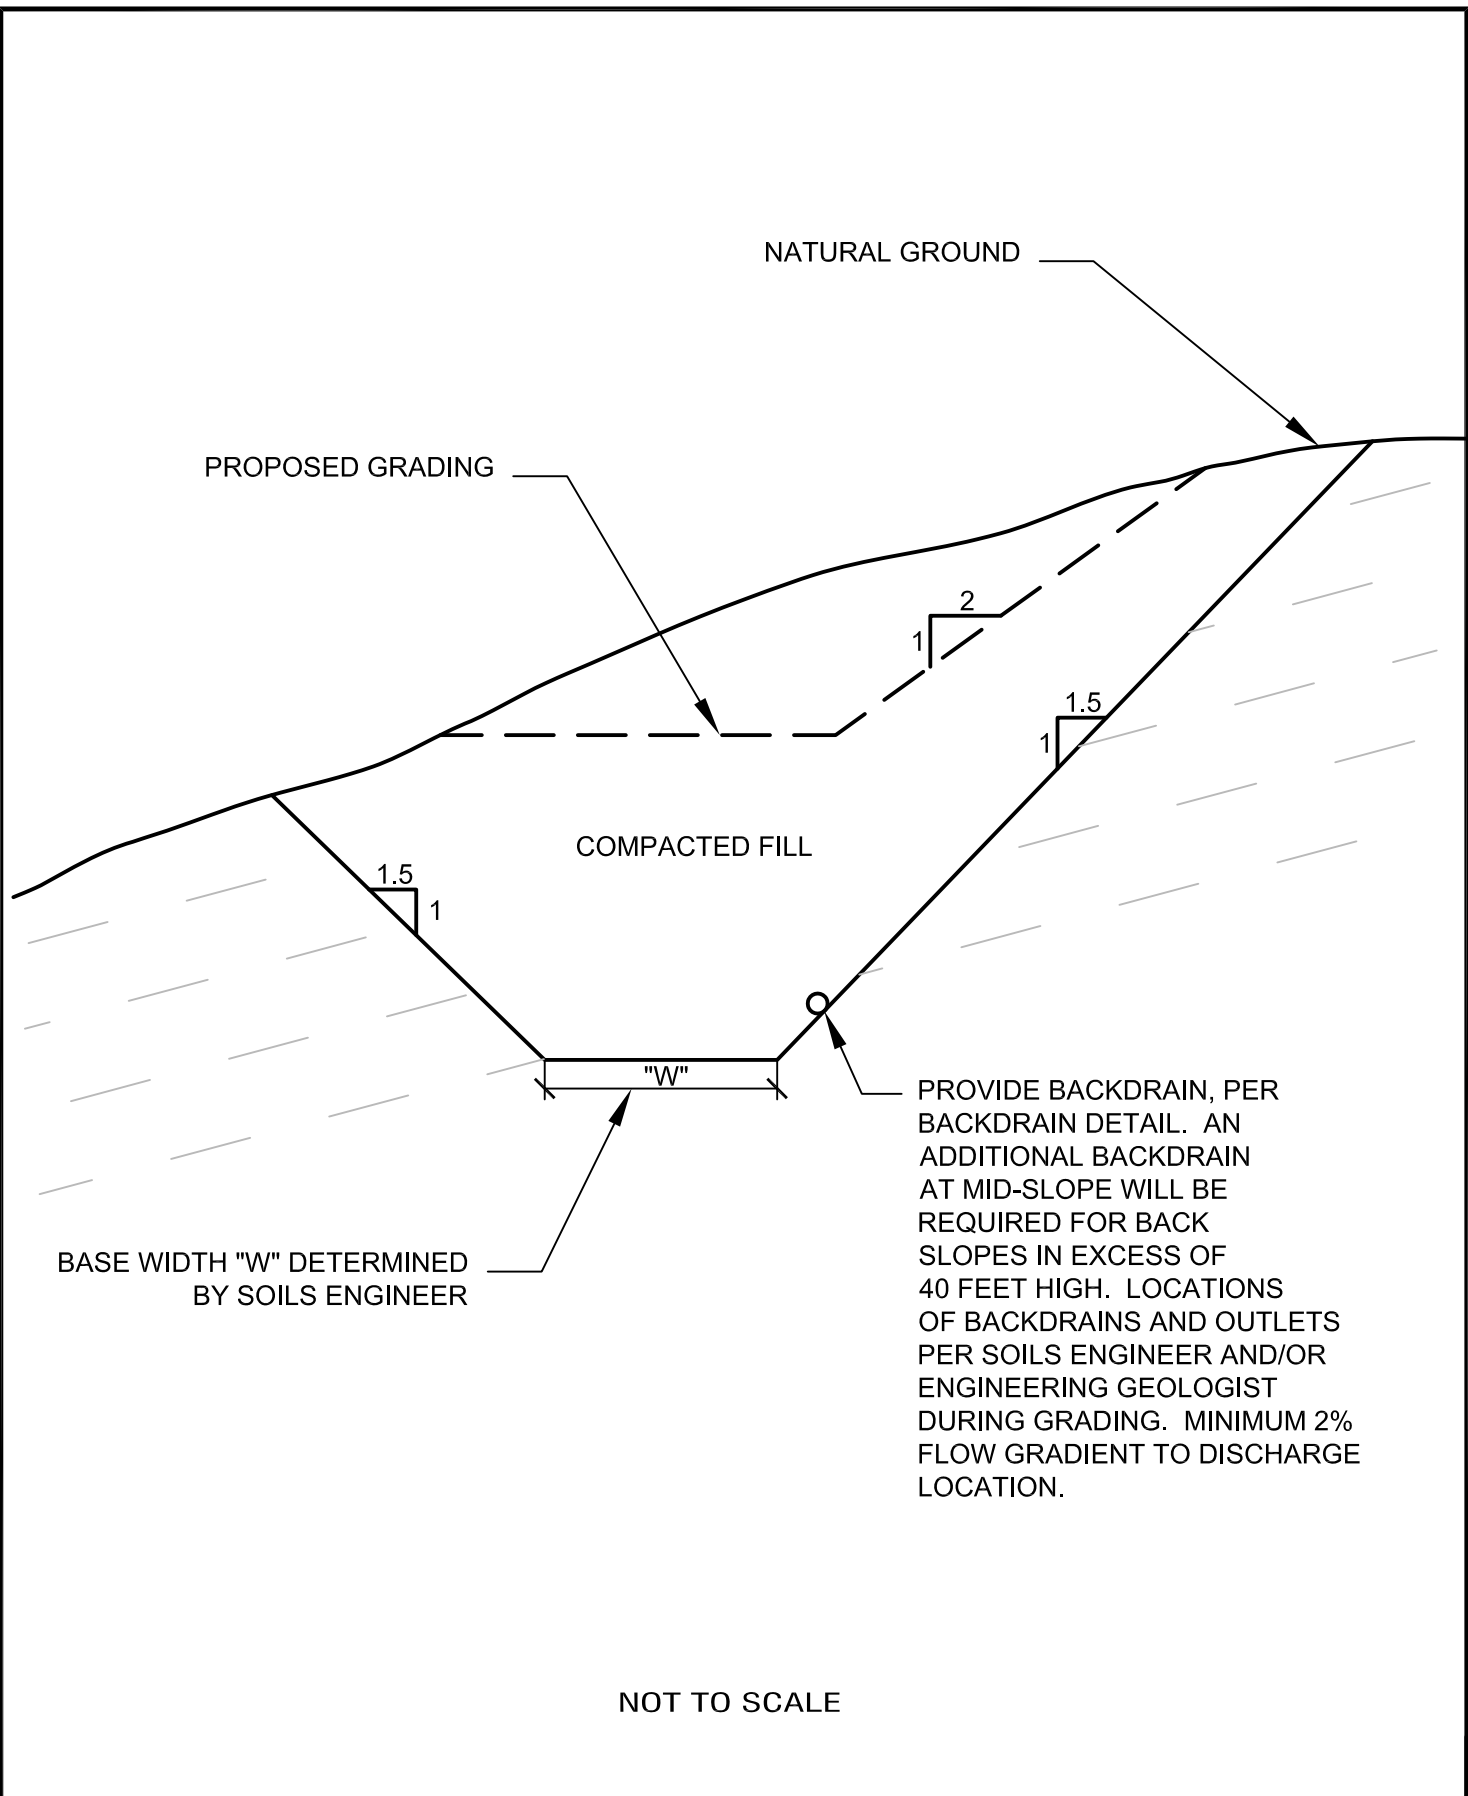 NATURAL GROUND
PROPOSED GRADING
2
1
1.5
1
COMPACTED FILL
1.5
1
"W"
PROVIDE BACKDRAIN, PER
BACKDRAIN DETAIL. AN
ADDITIONAL BACKDRAIN
AT MID-SLOPE WILL BE
REQUIRED FOR BACK
SLOPES IN EXCESS OF
40 FEET HIGH. LOCATIONS
OF BACKDRAINS AND OUTLETS
PER SOILS ENGINEER AND/OR
ENGINEERING GEOLOGIST
DURING GRADING. MINIMUM 2%
FLOW GRADIENT TO DISCHARGE
LOCATION.
BASE WIDTH "W" DETERMINED
BY SOILS ENGINEER
NOT TO SCALE